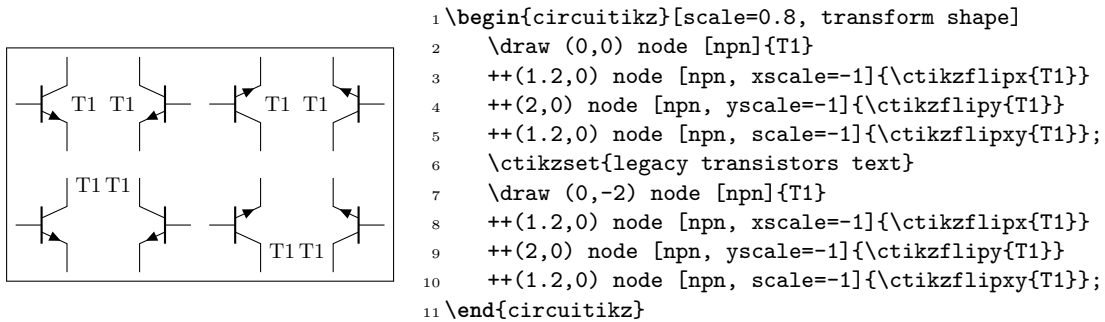 T1 T1 T1 T1
T1 T1
T1 T1
1 \begin{circuitikz}[scale=0.8, transform shape]
2 \draw (0,0) node [npn]{T1}
3 ++(1.2,0) node [npn, xscale=-1]{\ctikzflipx{T1}}
4 ++(2,0) node [npn, yscale=-1]{\ctikzflipy{T1}}
5 ++(1.2,0) node [npn, scale=-1]{\ctikzflipxy{T1}};
6 \ctikzset{legacy transistors text}
7 \draw (0,-2) node [npn]{T1}
8 ++(1.2,0) node [npn, xscale=-1]{\ctikzflipx{T1}}
9 ++(2,0) node [npn, yscale=-1]{\ctikzflipy{T1}}
10 ++(1.2,0) node [npn, scale=-1]{\ctikzflipxy{T1}};
11 \end{circuitikz}